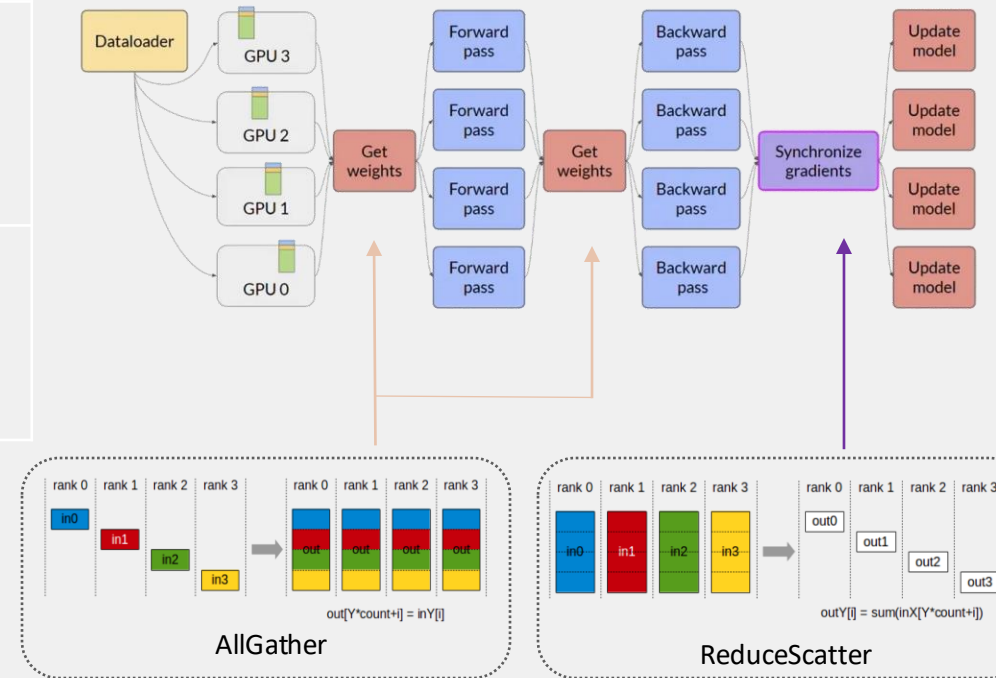 Dataloader
GPU 3
GPU 2
GPU 1
GPU 0
Get
weights
Forward
pass
Forward
pass
Forward
pass
Forward
pass
Get
weights
Backward
pass
Backward
pass
Backward
pass
Backward
pass
Synchronize
gradients
Update
model
Update
model
Update
model
Update
model
rank 0 rank 1 rank 2 rank 3 rank 0 rank 1 rank 2 rank 3
in0
in1
in2
in3
out out out out
out[Y*count+i] = inY[i]
AllGather
rank 0 rank 1 rank 2 rank 3 rank 0 rank 1 rank 2 rank 3
in0 in1 in2 in3
out0
out1
out2
out3
outY[i] = sum(inX[Y*count+i])
ReduceScatter